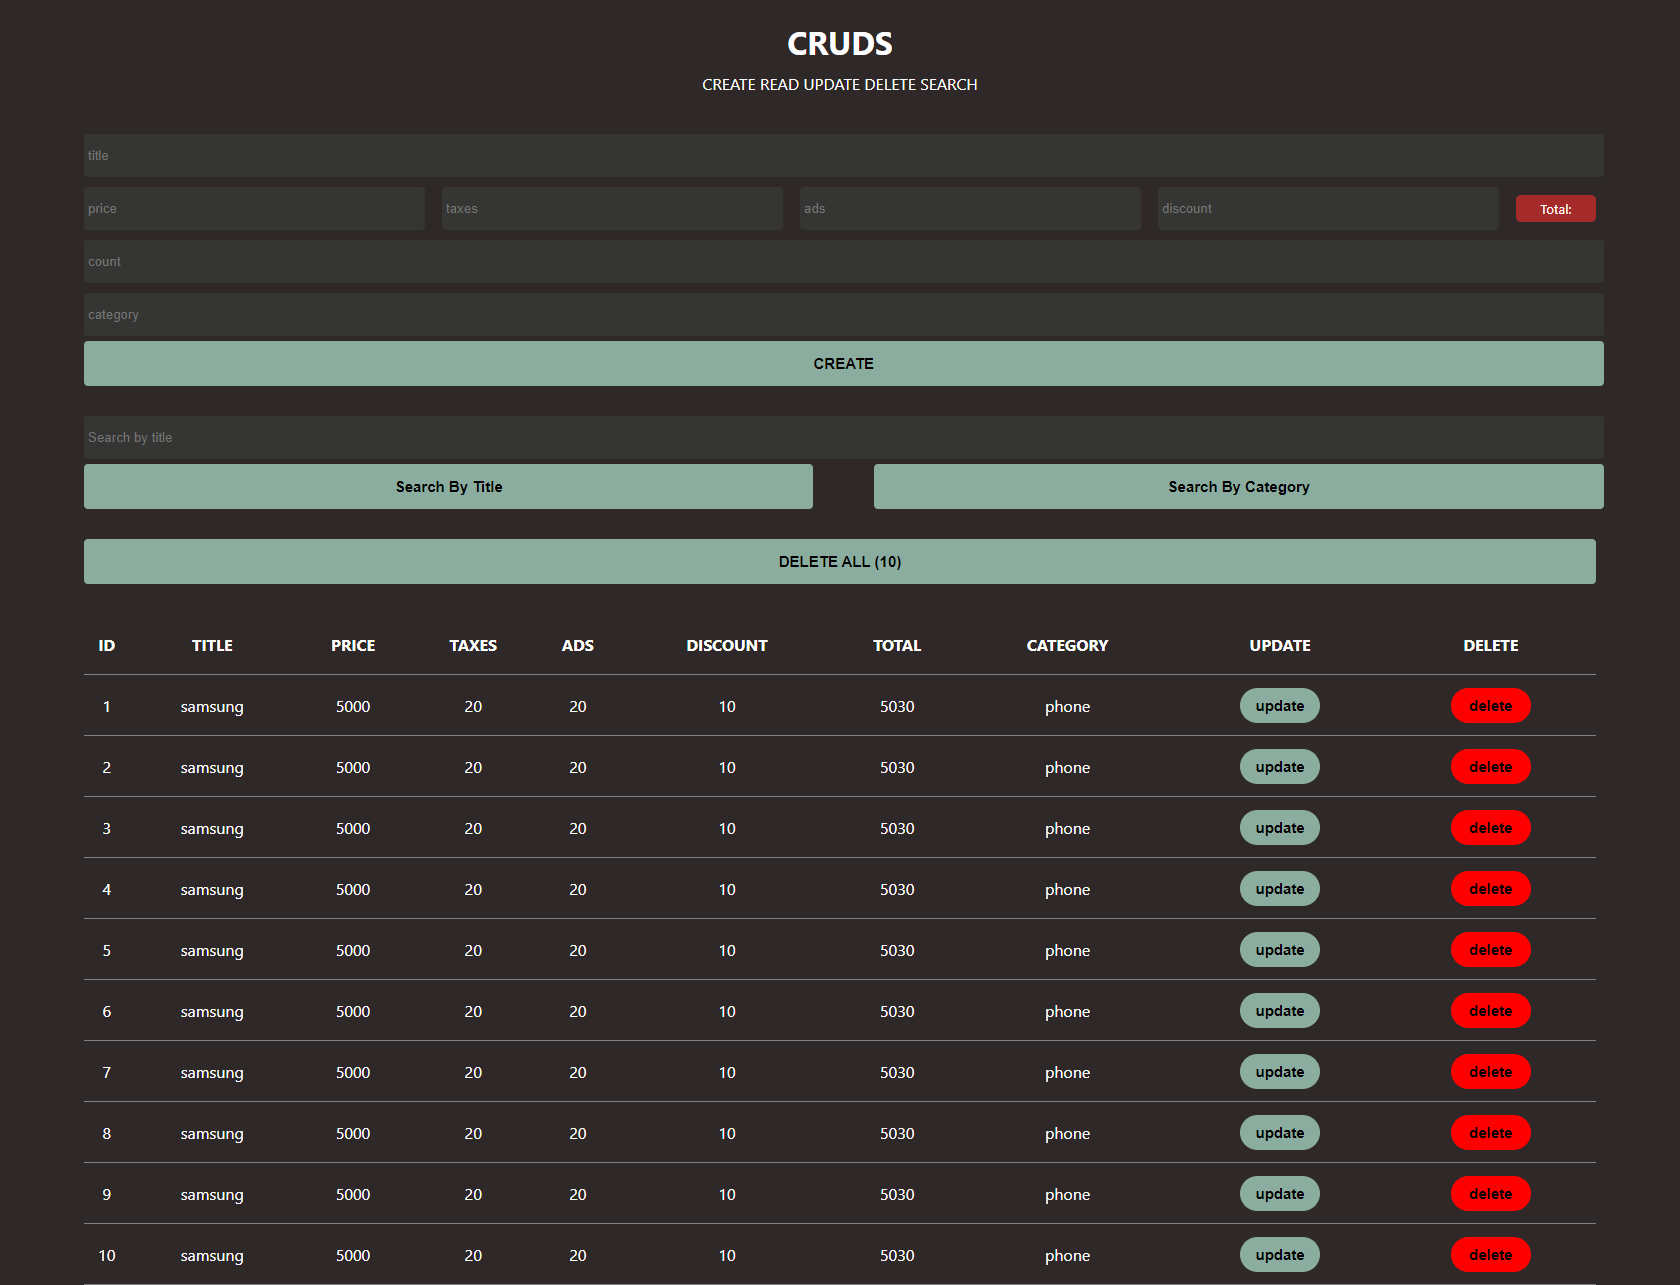 CRUDS
CREATE READ UPDATE DELETE SEARCH
title
price taxes ads discount Total:
count
category
CREATE
Search by title
Search By Title Search By Category
DELETE ALL (10)
ID TITLE PRICE TAXES ADS DISCOUNT TOTAL CATEGORY UPDATE DELETE
1 samsung 5000 20 20 10 5030 phone update delete
2 samsung 5000 20 20 10 5030 phone update delete
3 samsung 5000 20 20 10 5030 phone update delete
4 samsung 5000 20 20 10 5030 phone update delete
5 samsung 5000 20 20 10 5030 phone update delete
6 samsung 5000 20 20 10 5030 phone update delete
7 samsung 5000 20 20 10 5030 phone update delete
8 samsung 5000 20 20 10 5030 phone update delete
9 samsung 5000 20 20 10 5030 phone update delete
10 samsung 5000 20 20 10 5030 phone update delete